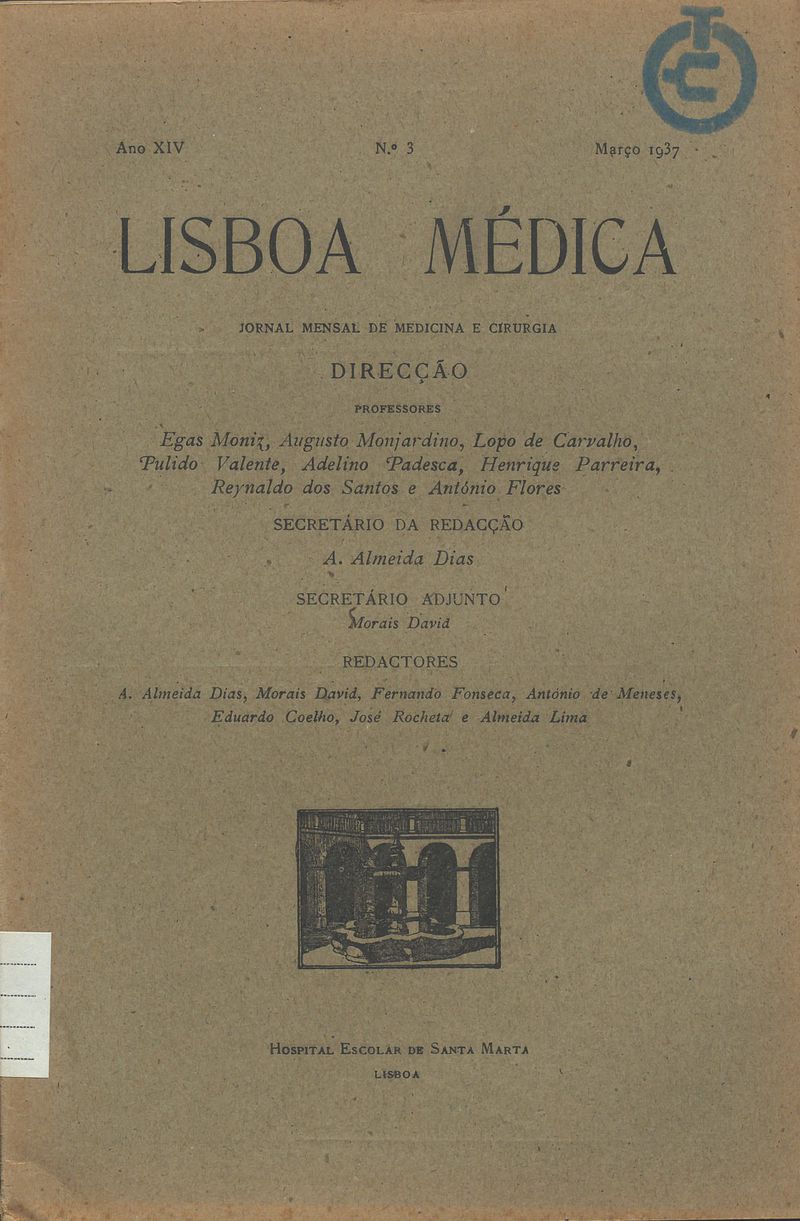 TC
Ano XIV N.º 3 Março 1937
LISBOA MÉDICA
JORNAL MENSAL DE MEDICINA E CIRURGIA
DIRECÇÃO
PROFESSORES
Egas Moniz, Augusto Monjardino, Lopo de Carvalho,
Pulido Valente, Adelino Padesca, Henrique Parreira,
Reynaldo dos Santos e António Flores
SECRETÁRIO DA REDACÇÃO
A. Almeida Dias
SECRETÁRIO ADJUNTO
Morais David
REDACTORES
A. Almeida Dias, Morais David, Fernando Fonseca, António de Meneses,
Eduardo Coelho, José Rocheta e Almeida Lima
HOSPITAL ESCOLAR DE SANTA MARTA
LISBOA